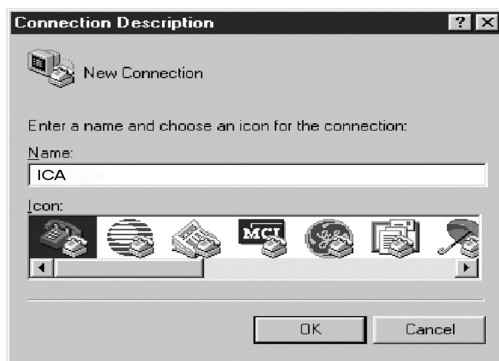 Connection Description
New Connection
Enter a name and choose an icon for the connection:
Name:
ICA
Icon:
MCI
OK
Cancel